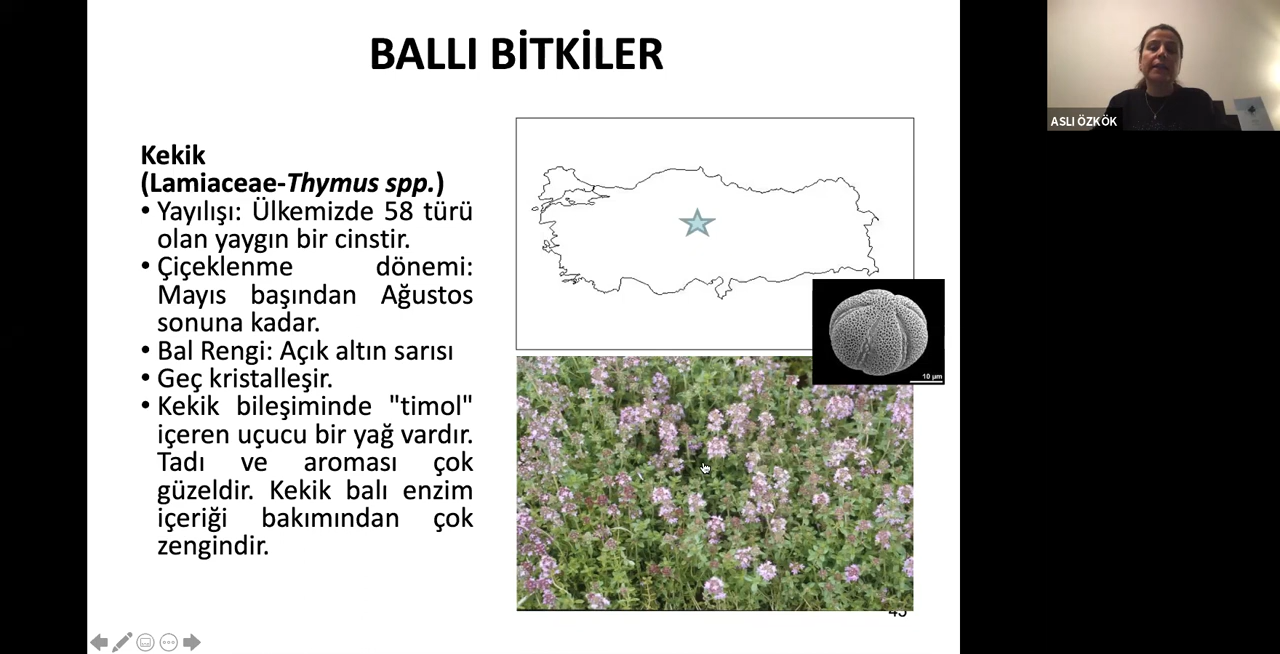 BALLI BİTKİLER
Kekik
(Lamiaceae-Thymus spp.)
• Yayılışı: Ülkemizde 58 türü
olan yaygın bir cinstir.
• Çiçeklenme dönemi:
Mayıs başından Ağustos
sonuna kadar.
• Bal Rengi: Açık altın sarısı
• Geç kristalleşir.
• Kekik bileşiminde "timol"
içeren uçucu bir yağ vardır.
Tadı ve aroması çok
güzeldir. Kekik balı enzim
içeriği bakımından çok
zengindir.
10 µm
ASLI ÖZKÖK